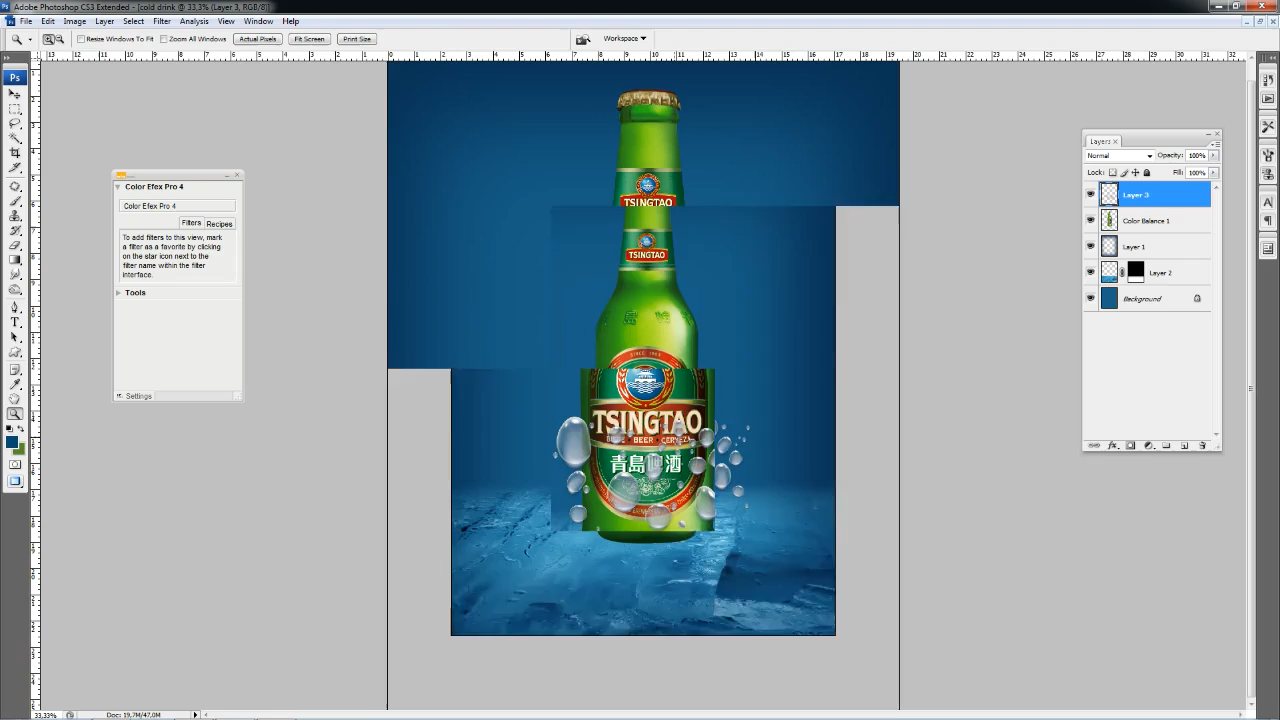 Adobe Photoshop CS3 Extended - [cold drink @ 33.3% (Layer 3, RGB/8)]
File Edit Image Layer Select Filter Analysis View Window Help
Resize Windows To Fit Zoom All Windows Actual Pixels Fit Screen Print Size Workspace
Ps
Color Efex Pro 4
Color Efex Pro 4
Filters Recipes
To add filters to this view, mark
a filter as a favorite by clicking
on the star icon next to the
filter name within the filter
interface.
Tools
Settings
TSINGTAO
TSINGTAO
SINCE 1903
TSINGTAO
BEER CERVEZA
青島啤酒
Layers
Normal Opacity: 100%
Lock: Fill: 100%
Layer 3
Color Balance 1
Layer 1
Layer 2
Background
33,33% Doc: 19,7M/47,0M